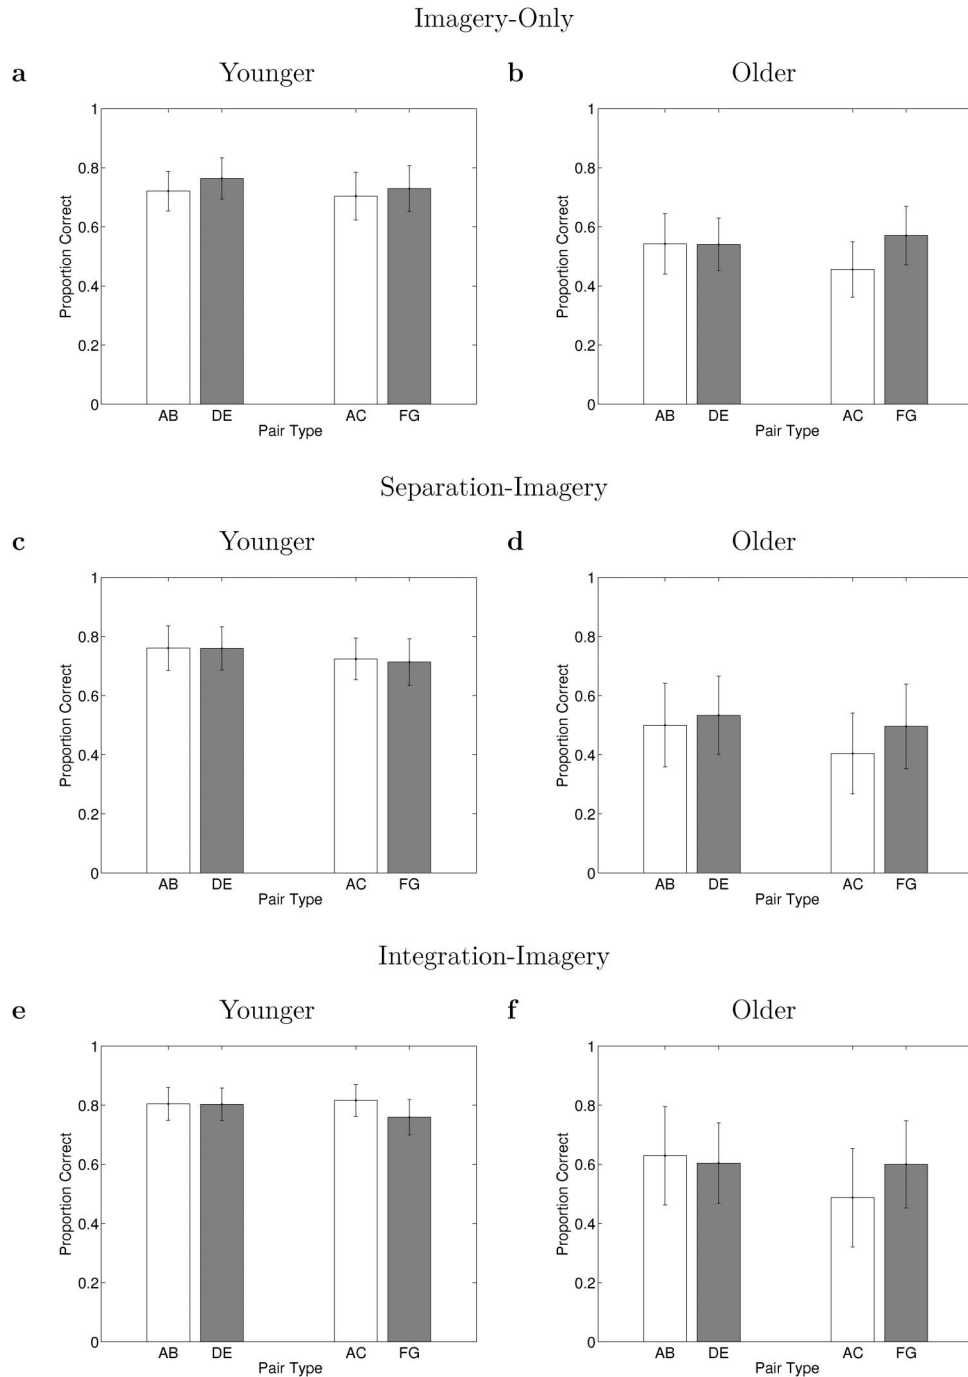 Imagery-Only
a Younger
b Older
1
0.8
0.6
0.4
0.2
0
Proportion Correct
AB DE AC FG
Pair Type
1
0.8
0.6
0.4
0.2
0
Proportion Correct
AB DE AC FG
Pair Type
Separation-Imagery
c Younger
d Older
1
0.8
0.6
0.4
0.2
0
Proportion Correct
AB DE AC FG
Pair Type
1
0.8
0.6
0.4
0.2
0
Proportion Correct
AB DE AC FG
Pair Type
Integration-Imagery
e Younger
f Older
1
0.8
0.6
0.4
0.2
0
Proportion Correct
AB DE AC FG
Pair Type
1
0.8
0.6
0.4
0.2
0
Proportion Correct
AB DE AC FG
Pair Type